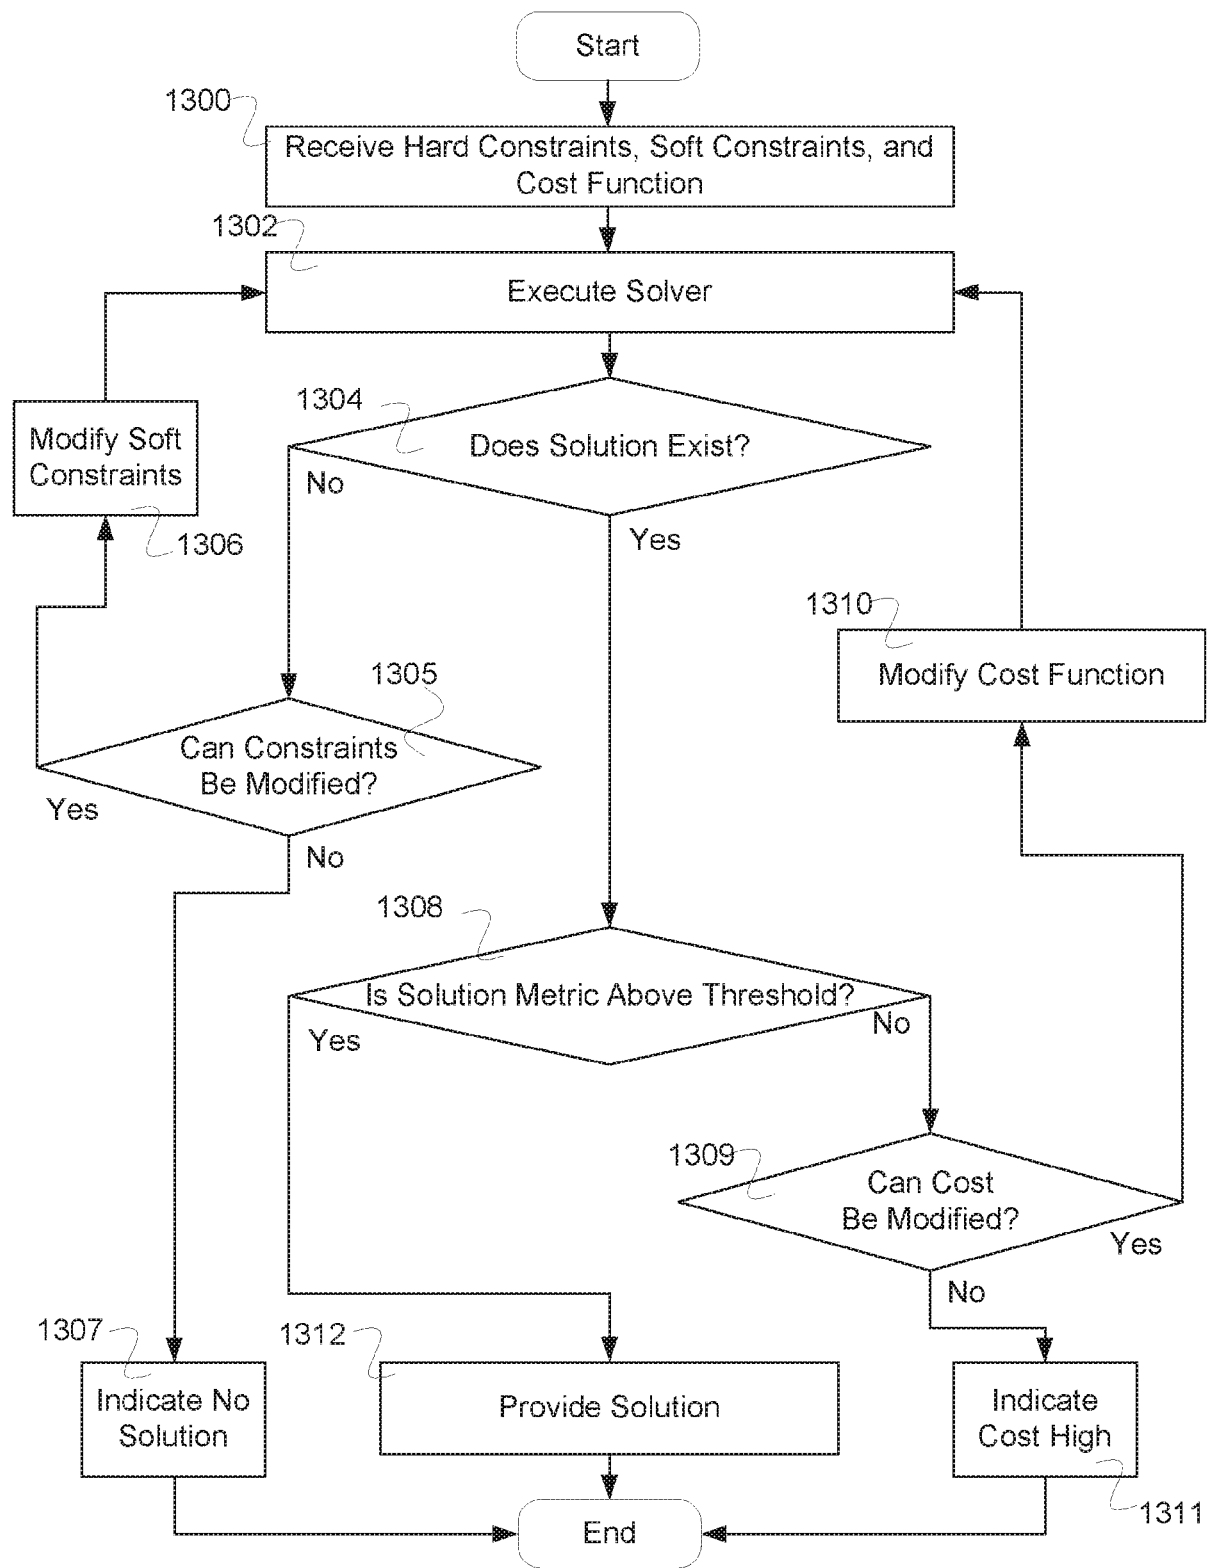 Start
1300
Receive Hard Constraints, Soft Constraints, and
Cost Function
1302
Execute Solver
1304
Does Solution Exist?
Modify Soft
Constraints
No
1306
Yes
1310
Modify Cost Function
1305
Can Constraints
Be Modified?
Yes
No
1308
Is Solution Metric Above Threshold?
Yes
No
1309
Can Cost
Be Modified?
Yes
No
1307
Indicate No
Solution
1312
Provide Solution
Indicate
Cost High
1311
End